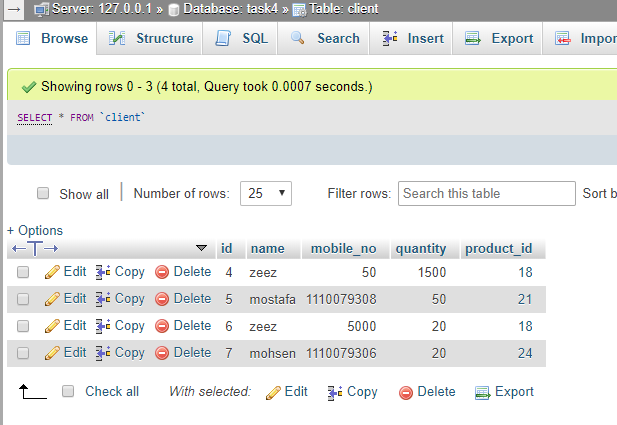 Server: 127.0.0.1 » Database: task4 » Table: client
Browse Structure SQL Search Insert Export Impor
Showing rows 0 - 3 (4 total, Query took 0.0007 seconds.)
SELECT * FROM `client`
Show all | Number of rows: 25 Filter rows: Search this table Sort b
+ Options
←T→ id name mobile_no quantity product_id
Edit Copy Delete 4 zeez 50 1500 18
Edit Copy Delete 5 mostafa 1110079308 50 21
Edit Copy Delete 6 zeez 5000 20 18
Edit Copy Delete 7 mohsen 1110079306 20 24
Check all With selected: Edit Copy Delete Export